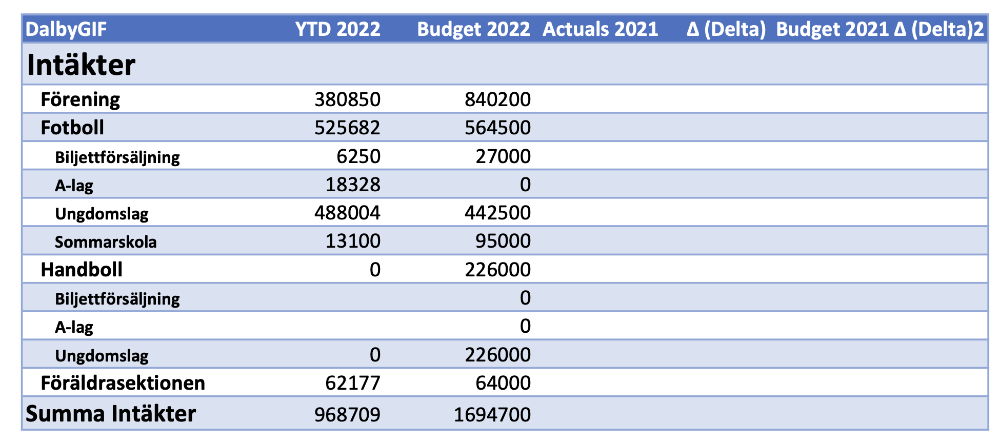 DalbyGIF YTD 2022 Budget 2022 Actuals 2021 Δ (Delta) Budget 2021 Δ (Delta)2
Intäkter
Förening 380850 840200
Fotboll 525682 564500
Biljettförsäljning 6250 27000
A-lag 18328 0
Ungdomslag 488004 442500
Sommarskola 13100 95000
Handboll 0 226000
Biljettförsäljning 0
A-lag 0
Ungdomslag 0 226000
Föräldrasektionen 62177 64000
Summa Intäkter 968709 1694700